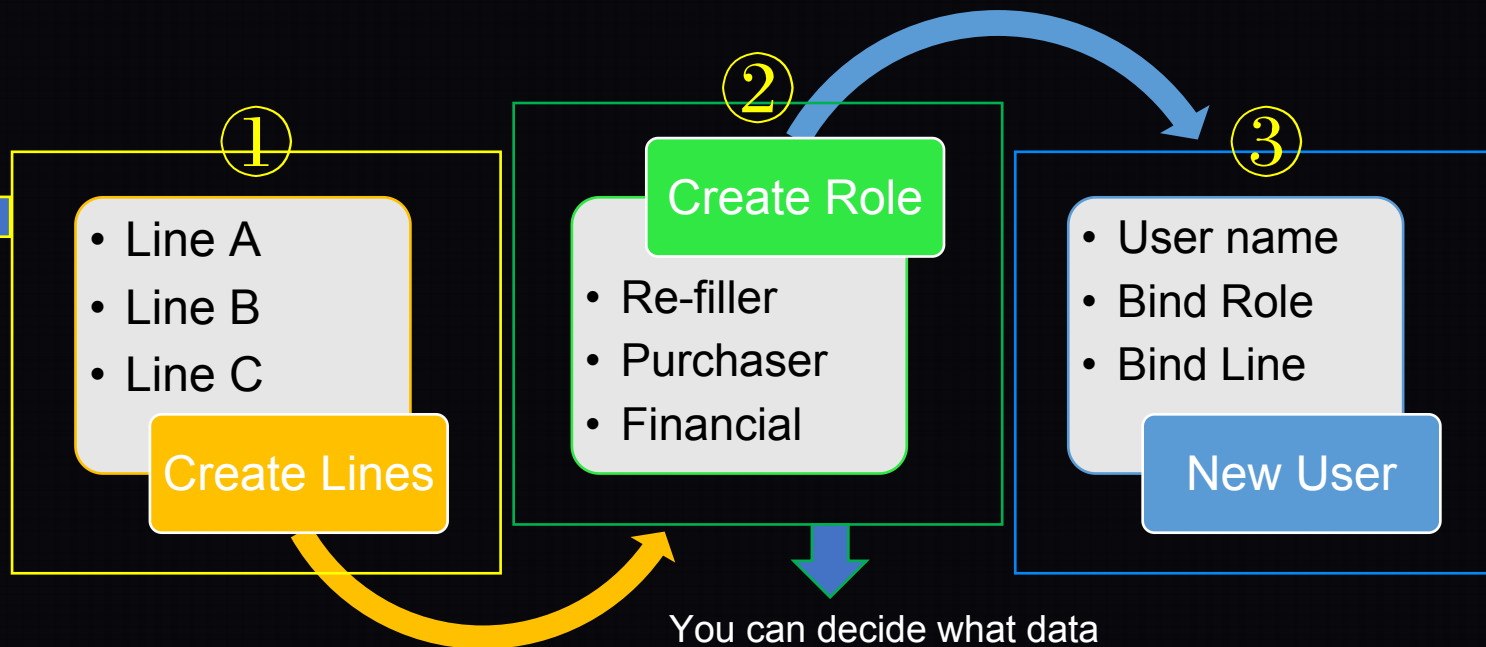 ①
• Line A
• Line B
• Line C
Create Lines
②
Create Role
• Re-filler
• Purchaser
• Financial
You can decide what data
③
• User name
• Bind Role
• Bind Line
New User